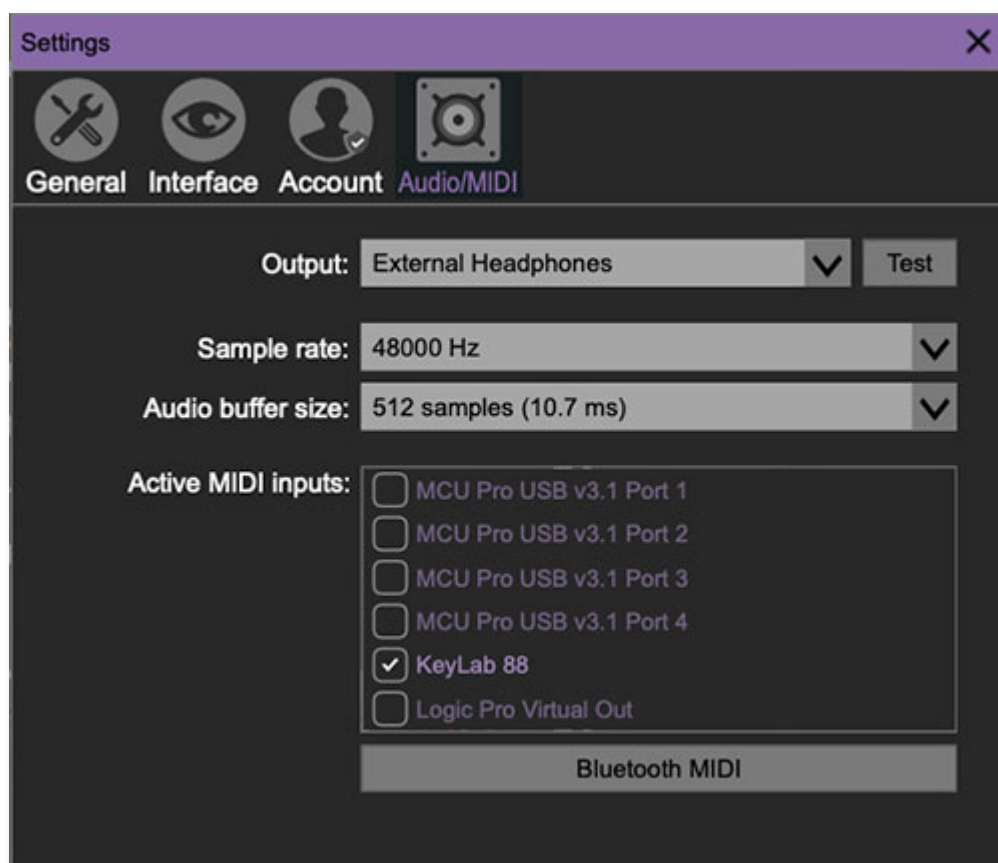 Settings
General Interface Account Audio/MIDI
Output: External Headphones Test
Sample rate: 48000 Hz
Audio buffer size: 512 samples (10.7 ms)
Active MIDI inputs: MCU Pro USB v3.1 Port 1
MCU Pro USB v3.1 Port 2
MCU Pro USB v3.1 Port 3
MCU Pro USB v3.1 Port 4
KeyLab 88
Logic Pro Virtual Out
Bluetooth MIDI